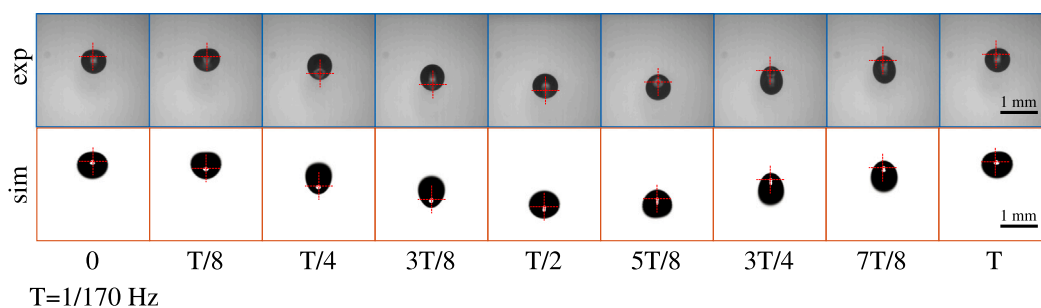 exp
1 mm
sim
1 mm
0 T/8 T/4 3T/8 T/2 5T/8 3T/4 7T/8 T
T=1/170 Hz